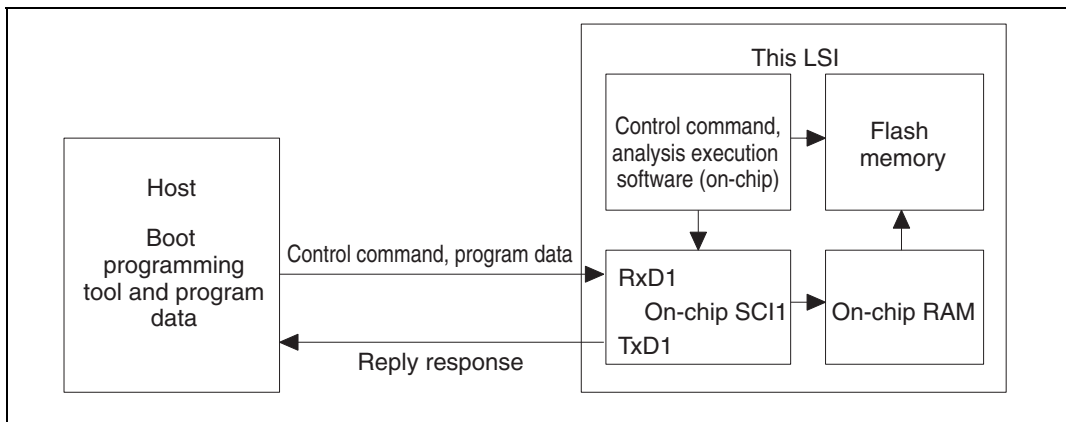 This LSI
Host
Boot
programming
tool and program
data
Control command, program data
Reply response
Control command,
analysis execution
software (on-chip)
Flash
memory
RxD1
On-chip SCI1
TxD1
On-chip RAM